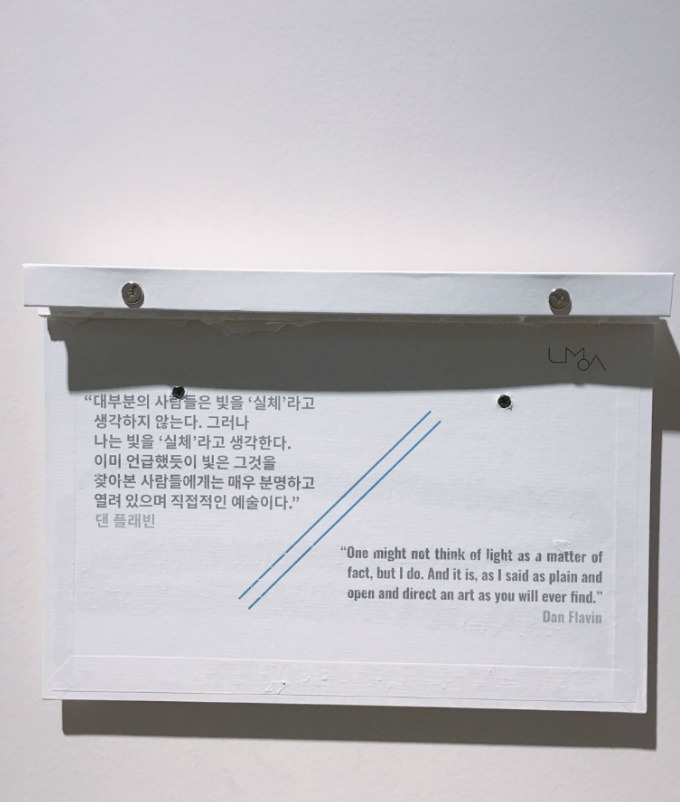 UMoA
“대부분의 사람들은 빛을 ‘실체’라고
생각하지 않는다. 그러나
나는 빛을 ‘실체’라고 생각한다.
이미 언급했듯이 빛은 그것을
찾아본 사람들에게는 매우 분명하고
열려 있으며 직접적인 예술이다.”
댄 플래빈
“One might not think of light as a matter of
fact, but I do. And it is, as I said as plain and
open and direct an art as you will ever find.”
Dan Flavin